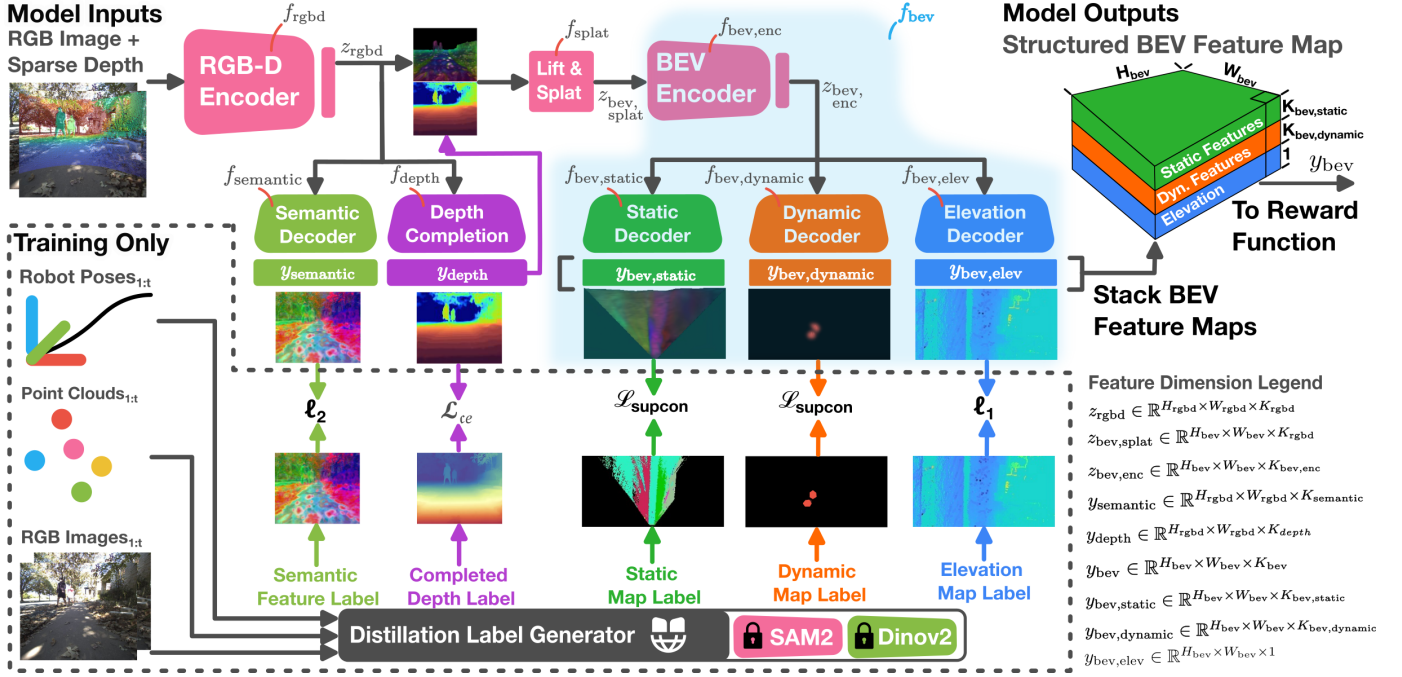 Model Inputs
RGB Image +
Sparse Depth
f_rgbd
RGB-D
Encoder
z_rgbd
f_splat
Lift &
Splat
z_bev,splat
f_bev,enc
BEV
Encoder
z_bev,enc
f_bev
Model Outputs
Structured BEV Feature Map
H_bev
W_bev
K_bev,static
K_bev,dynamic
1
Static Features
Dyn. Features
Elevation
y_bev
To Reward
Function
f_semantic
Semantic
Decoder
y_semantic
f_depth
Depth
Completion
y_depth
f_bev,static
Static
Decoder
y_bev,static
f_bev,dynamic
Dynamic
Decoder
y_bev,dynamic
f_bev,elev
Elevation
Decoder
y_bev,elev
Stack BEV
Feature Maps
Training Only
Robot Poses_1:t
Point Clouds_1:t
RGB Images_1:t
ℓ_2
ℒ_ce
ℒ_supcon
ℒ_supcon
ℓ_1
Semantic
Feature Label
Completed
Depth Label
Static
Map Label
Dynamic
Map Label
Elevation
Map Label
Distillation Label Generator
SAM2
Dinov2
Feature Dimension Legend
z_rgbd ∈ ℝ^{H_rgbd×W_rgbd×K_rgbd}
z_bev,splat ∈ ℝ^{H_bev×W_bev×K_rgbd}
z_bev,enc ∈ ℝ^{H_bev×W_bev×K_bev,enc}
y_semantic ∈ ℝ^{H_rgbd×W_rgbd×K_semantic}
y_depth ∈ ℝ^{H_rgbd×W_rgbd×K_depth}
y_bev ∈ ℝ^{H_bev×W_bev×K_bev}
y_bev,static ∈ ℝ^{H_bev×W_bev×K_bev,static}
y_bev,dynamic ∈ ℝ^{H_bev×W_bev×K_bev,dynamic}
y_bev,elev ∈ ℝ^{H_bev×W_bev×1}